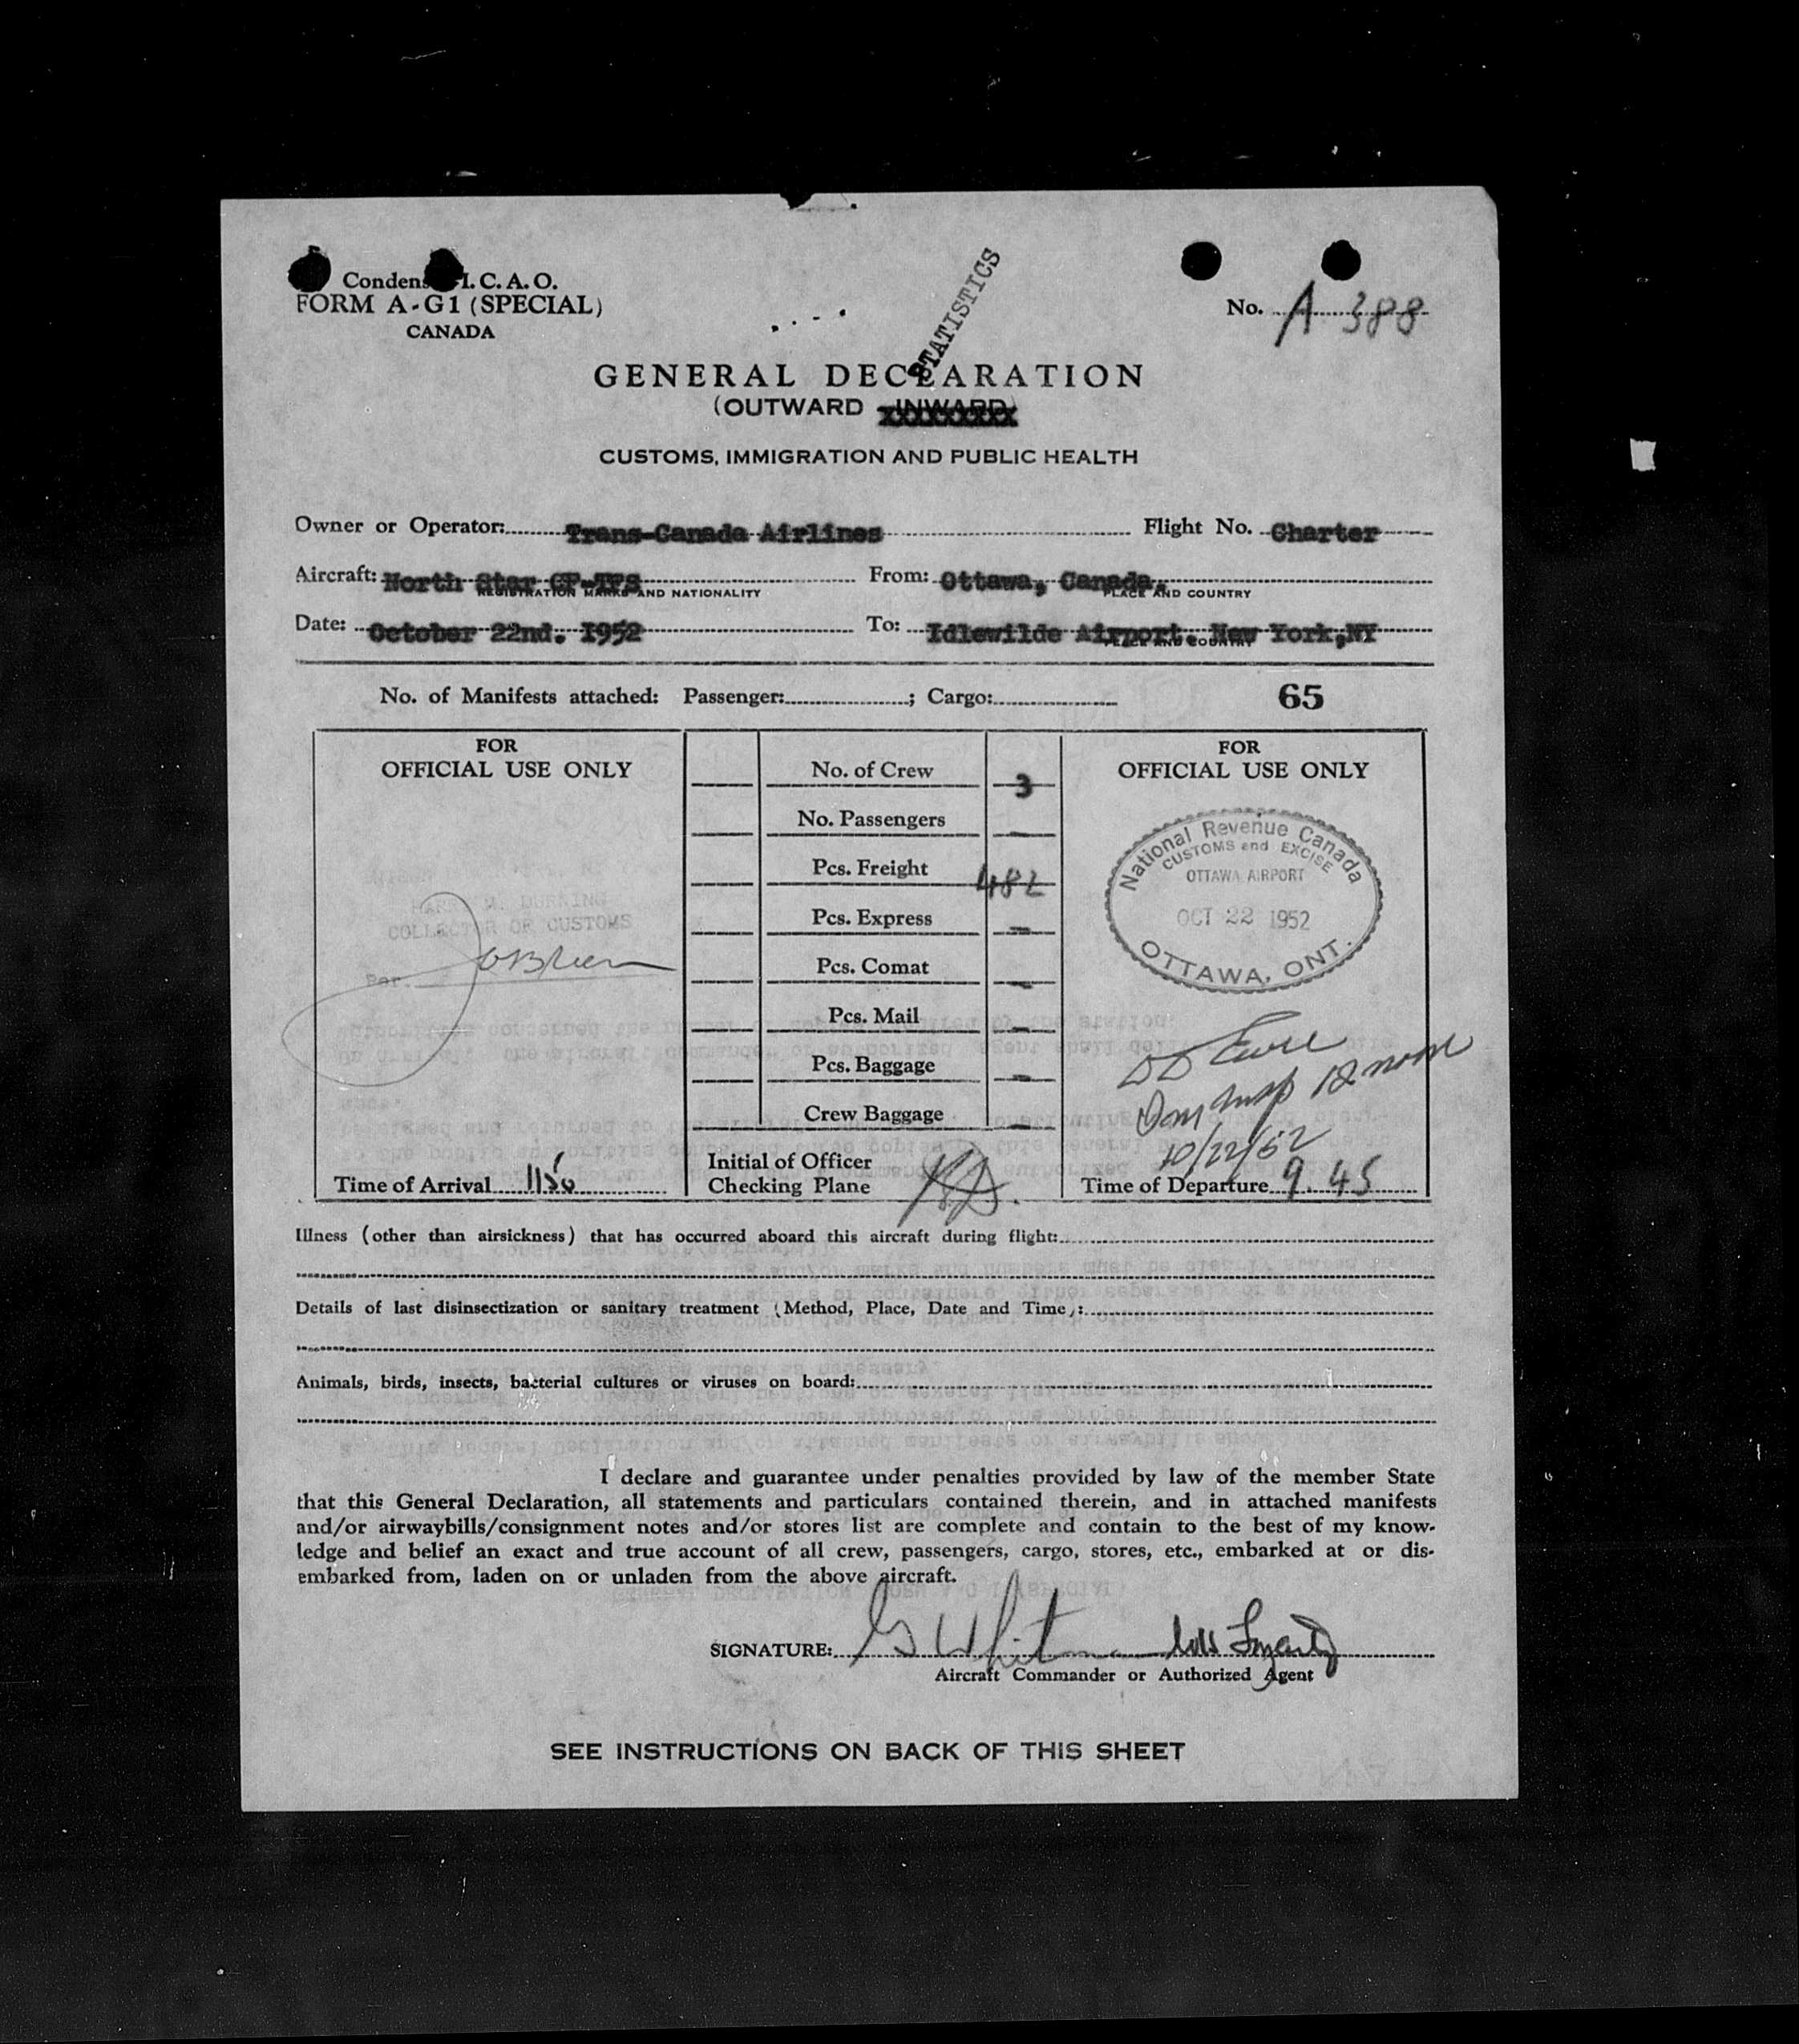 Condens I. C. A. O.
FORM A-G1 (SPECIAL)
CANADA
No. A 388
STATISTICS
GENERAL DECLARATION
(OUTWARD INWARD)
CUSTOMS, IMMIGRATION AND PUBLIC HEALTH
Owner or Operator: Trans-Canada Airlines Flight No. Charter
Aircraft: North Star CF-TFS From: Ottawa, Canada.
REGISTRATION MARKS AND NATIONALITY PLACE AND COUNTRY
Date: October 22nd. 1952 To: Idlewilde Airport. New York,NY
PLACE AND COUNTRY
No. of Manifests attached: Passenger: ; Cargo: 65
FOR
OFFICIAL USE ONLY
HARRY M. DURNING
COLLECTOR OF CUSTOMS
Per. OBrien
Time of Arrival 1150
No. of Crew 3
No. Passengers -
Pcs. Freight 482
Pcs. Express -
Pcs. Comat -
Pcs. Mail -
Pcs. Baggage -
Crew Baggage -
Initial of Officer
Checking Plane
FOR
OFFICIAL USE ONLY
National Revenue Canada
CUSTOMS and EXCISE
OTTAWA AIRPORT
OCT 22 1952
OTTAWA, ONT.
12 noon
10/22/52
Time of Departure 9.45
Illness (other than airsickness) that has occurred aboard this aircraft during flight:
Details of last disinsectization or sanitary treatment (Method, Place, Date and Time):
Animals, birds, insects, bacterial cultures or viruses on board:
I declare and guarantee under penalties provided by law of the member State
that this General Declaration, all statements and particulars contained therein, and in attached manifests
and/or airwaybills/consignment notes and/or stores list are complete and contain to the best of my know-
ledge and belief an exact and true account of all crew, passengers, cargo, stores, etc., embarked at or dis-
embarked from, laden on or unladen from the above aircraft.
SIGNATURE: G Whitman
Aircraft Commander or Authorized Agent
SEE INSTRUCTIONS ON BACK OF THIS SHEET